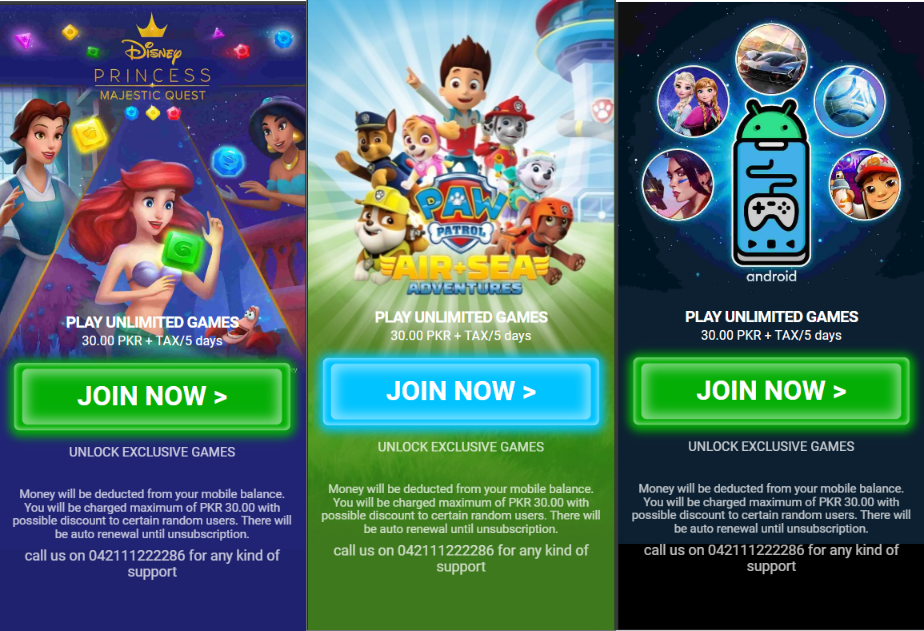 Disney
PRINCESS
MAJESTIC QUEST
PLAY UNLIMITED GAMES
30.00 PKR + TAX/5 days
JOIN NOW >
UNLOCK EXCLUSIVE GAMES
Money will be deducted from your mobile balance.
You will be charged maximum of PKR 30.00 with
possible discount to certain random users. There will
be auto renewal until unsubscription.
call us on 042111222286 for any kind of
support
PAW
PATROL
AIR+SEA
ADVENTURES
PLAY UNLIMITED GAMES
30.00 PKR + TAX/5 days
JOIN NOW >
UNLOCK EXCLUSIVE GAMES
Money will be deducted from your mobile balance.
You will be charged maximum of PKR 30.00 with
possible discount to certain random users. There will
be auto renewal until unsubscription.
call us on 042111222286 for any kind of
support
android
PLAY UNLIMITED GAMES
30.00 PKR + TAX/5 days
JOIN NOW >
UNLOCK EXCLUSIVE GAMES
Money will be deducted from your mobile balance.
You will be charged maximum of PKR 30.00 with
possible discount to certain random users. There will
be auto renewal until unsubscription.
call us on 042111222286 for any kind of
support